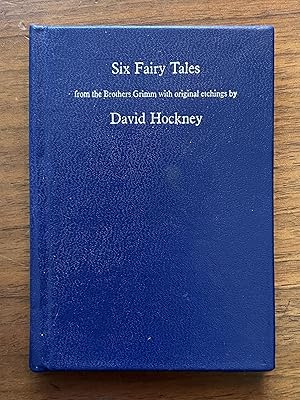 Six Fairy Tales
from the Brothers Grimm with original etchings by
David Hockney